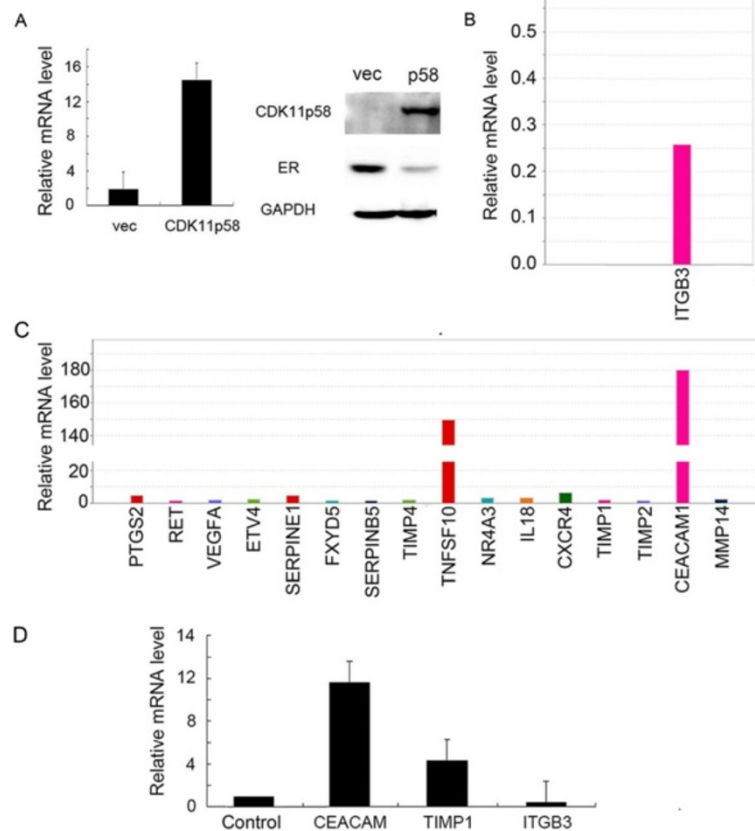 A
Relative mRNA level
16
12
8
4
0
vec
CDK11p58
vec p58
CDK11p58
ER
GAPDH
B
Relative mRNA level
0.5
0.4
0.3
0.2
0.1
0.0
ITGB3
C
Relative mRNA level
180
160
140
20
0
PTGS2
RET
VEGFA
ETV4
SERPINE1
FXYD5
SERPINB5
TIMP4
TNFSF10
NR4A3
IL18
CXCR4
TIMP1
TIMP2
CEACAM1
MMP14
D
Relative mRNA level
14
12
8
4
0
Control
CEACAM
TIMP1
ITGB3